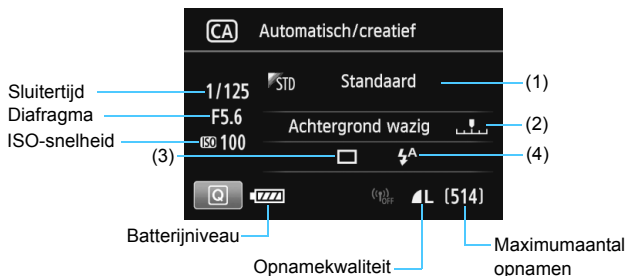 CA Automatisch/creatief
Sluitertijd 1/125 STD Standaard (1)
Diafragma F5.6
ISO-snelheid ISO 100 Achtergrond wazig (2)
(3) A (4)
Q OFF L [514]
Batterijniveau
Opnamekwaliteit
Maximumaantal
opnamen